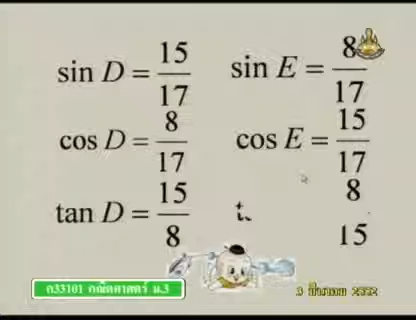 sin D = 15/17
sin E = 8/17
cos D = 8/17
cos E = 15/17
tan D = 15/8
8
15
ค33101 คณิตศาสตร์ ม.3